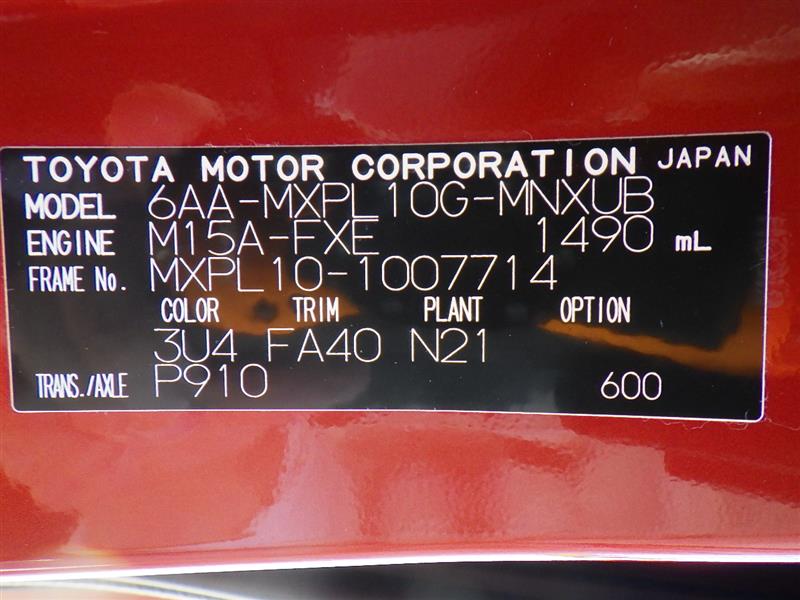 TOYOTA MOTOR CORPORATION JAPAN
MODEL 6AA-MXPL10G-MNXUB
ENGINE M15A-FXE 1490 mL
FRAME No. MXPL10-1007714
COLOR TRIM PLANT OPTION
3U4 FA40 N21
TRANS./AXLE P910 600